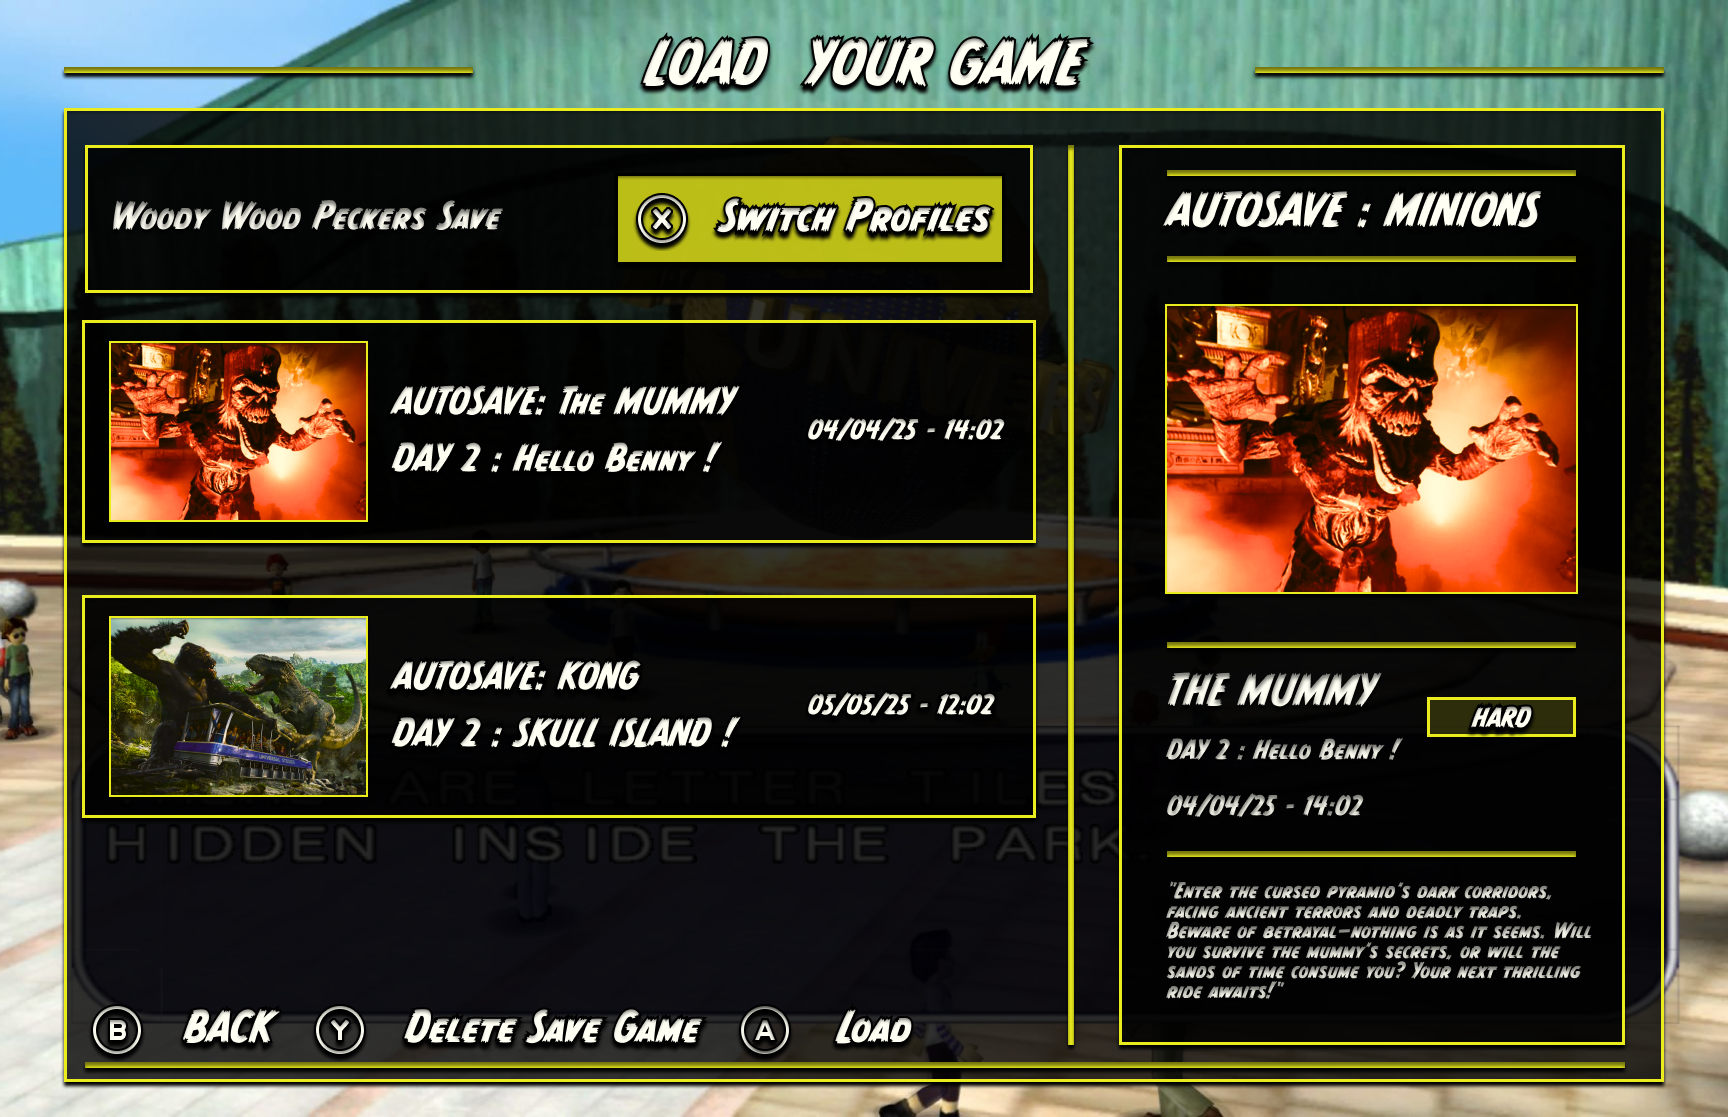 LOAD YOUR GAME
Woody Wood Peckers Save
X Switch Profiles
AUTOSAVE: The MUMMY
DAY 2 : Hello Benny !
04/04/25 - 14:02
AUTOSAVE: KONG
DAY 2 : SKULL ISLAND !
05/05/25 - 12:02
ARE LETTER TILES
HIDDEN INSIDE THE PARK.
B BACK Y Delete Save Game A Load
AUTOSAVE : MINIONS
THE MUMMY
HARD
DAY 2 : Hello Benny !
04/04/25 - 14:02
"Enter the cursed pyramid's dark corridors,
facing ancient terrors and deadly traps.
Beware of betrayal—nothing is as it seems. Will
you survive the mummy's secrets, or will the
sands of time consume you? Your next thrilling
ride awaits!"